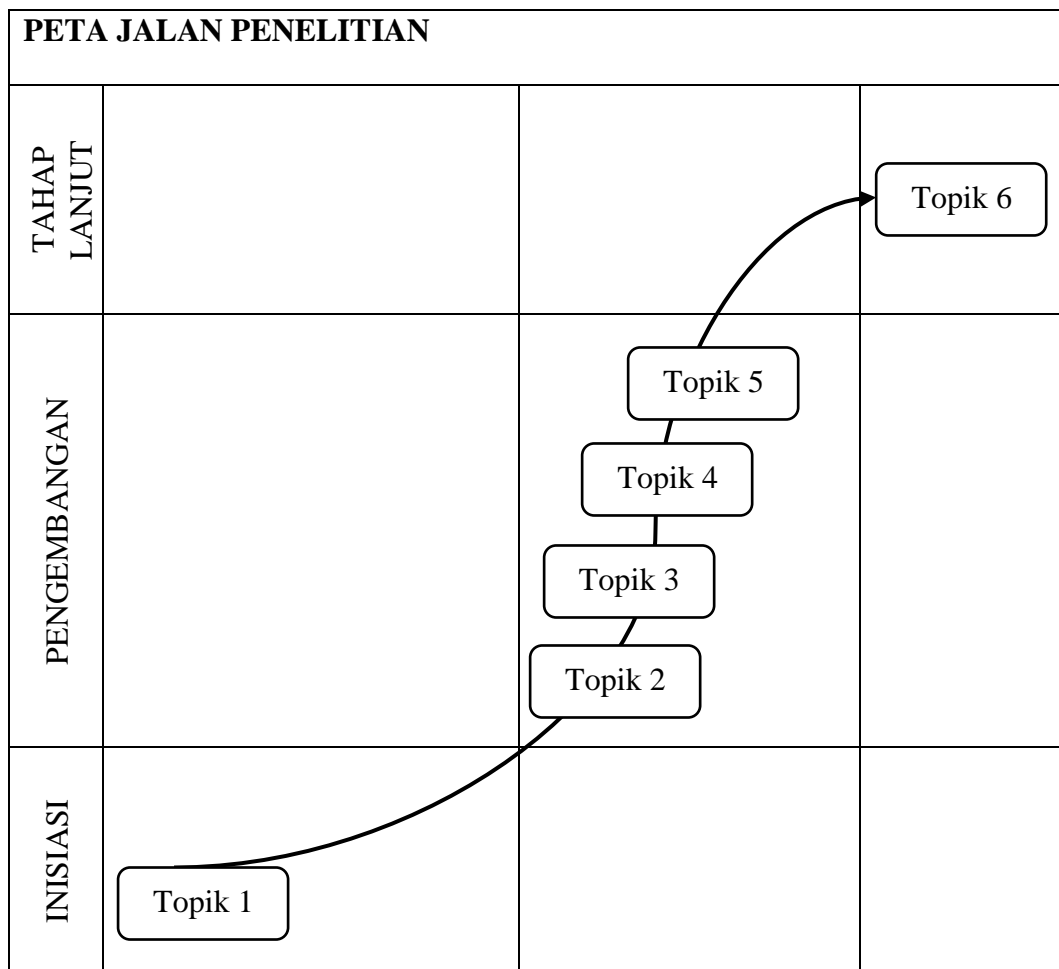 PETA JALAN PENELITIAN
TAHAP
LANJUT
Topik 6
PENGEMBANGAN
Topik 5
Topik 4
Topik 3
Topik 2
INISIASI
Topik 1